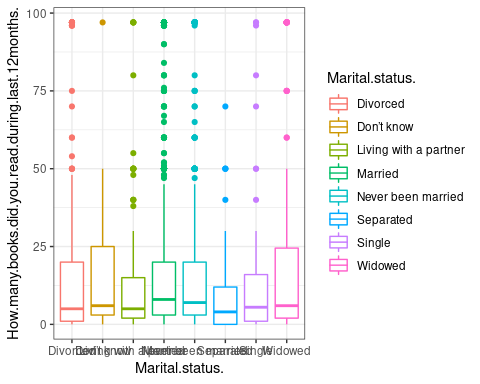 How.many.books.did.you.read.during.last.12months.
100
75
50
25
0
Divorced
Widowed
Marital.status.
Marital.status.
Divorced
Don't know
Living with a partner
Married
Never been married
Separated
Single
Widowed